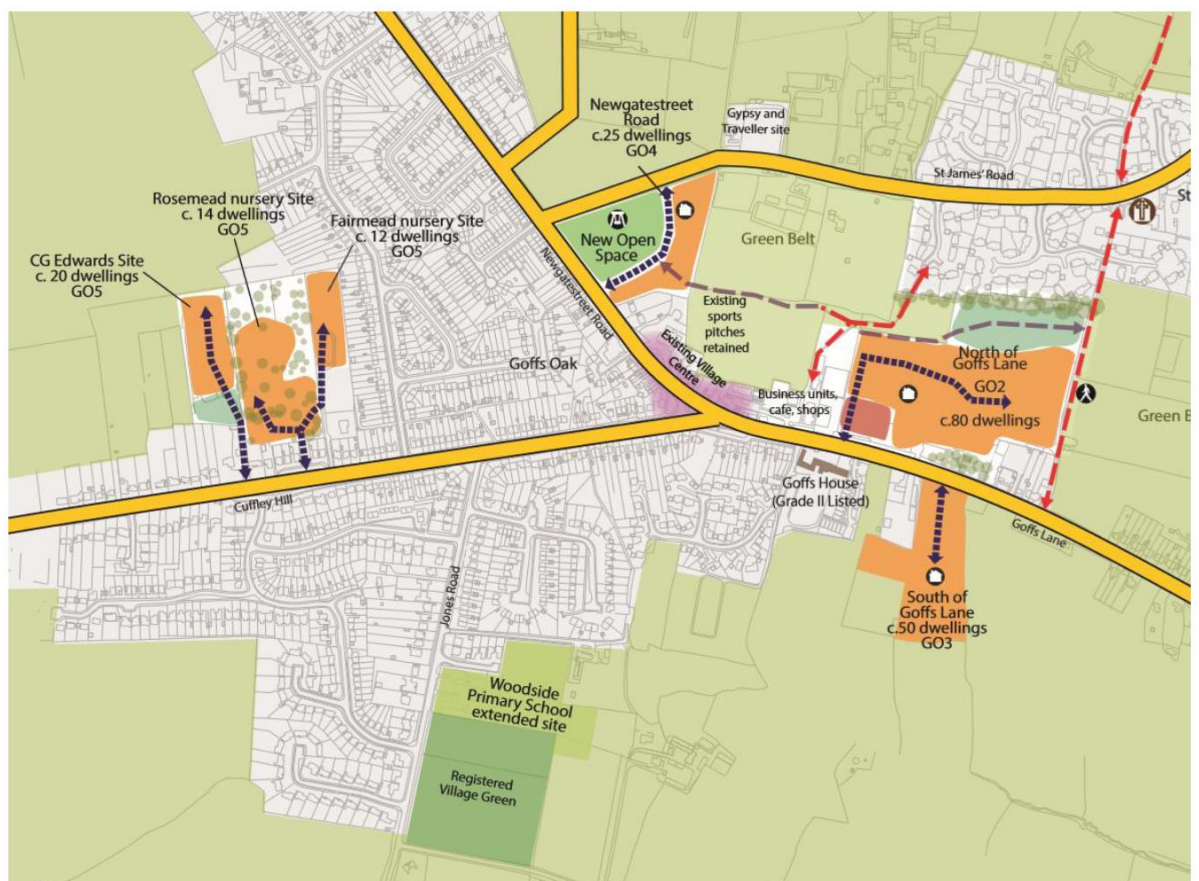 Newgatestreet
Road
c.25 dwellings
GO4
Gypsy and
Traveller site
St James' Road
St
Rosemead nursery Site
c. 14 dwellings
GO5
Fairmead nursery Site
c. 12 dwellings
GO5
CG Edwards Site
c. 20 dwellings
GO5
New Open
Space
Green Belt
Newgatestreet Road
Existing
sports
pitches
retained
Goffs Oak
Existing Village
Centre
Business units,
cafe, shops
North of
Goffs Lane
GO2
c.80 dwellings
Green B
Cuffley Hill
Goffs House
(Grade II Listed)
Goffs Lane
South of
Goffs Lane
c.50 dwellings
GO3
Jones Road
Woodside
Primary School
extended site
Registered
Village Green